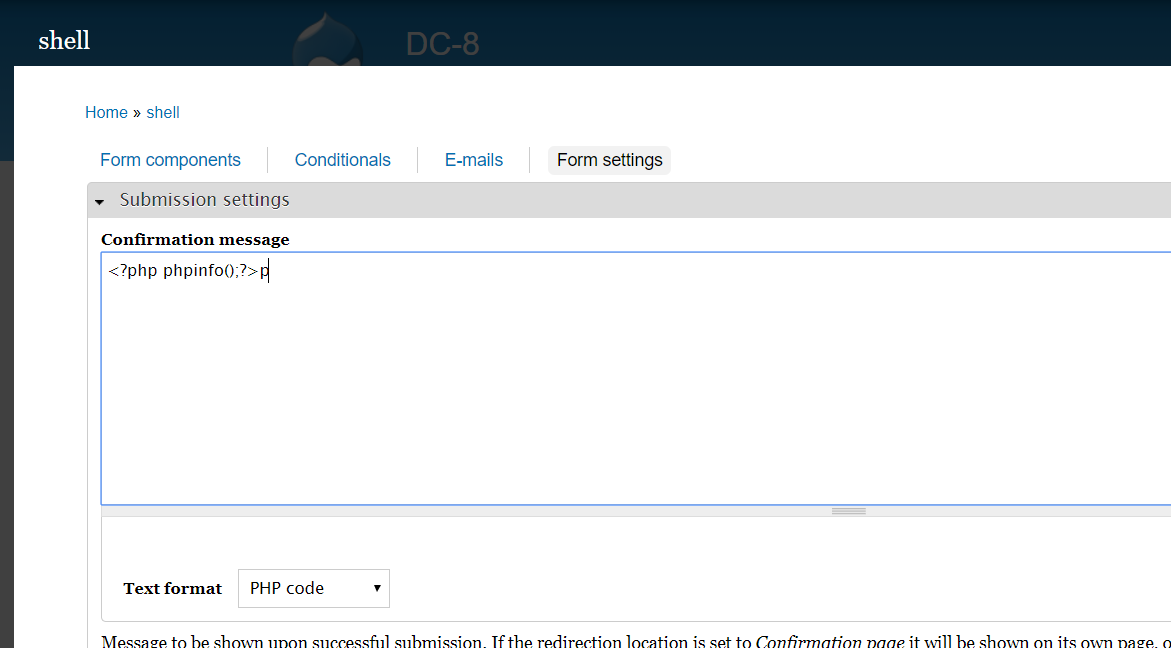 shell
DC-8
Home » shell
Form components
Conditionals
E-mails
Form settings
Submission settings
Confirmation message
<?php phpinfo();?>p
Text format
PHP code
Message to be shown upon successful submission. If the redirection location is set to Confirmation page it will be shown on its own page, o